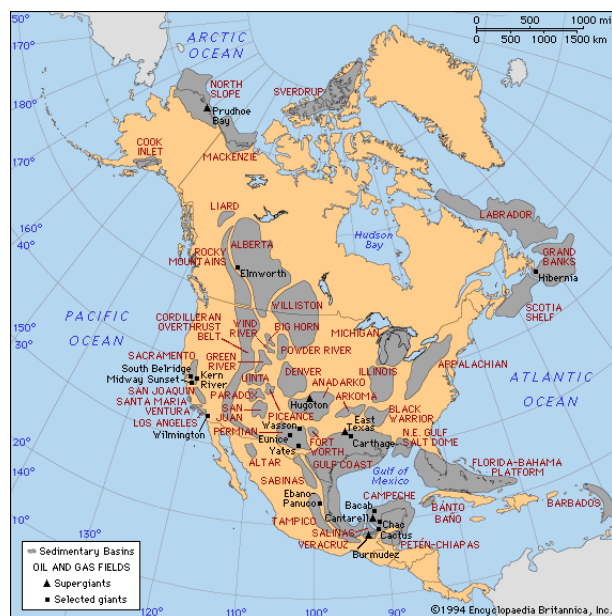 50°
170°
180°
170°
160°
40°
150°
30°
20°
140°
10°
130°
120°
110°
100°
90°
80°
0 500 1000 mi
0 500 1000 1500 km
ARCTIC
OCEAN
NORTH
SLOPE
Prudhoe
Bay
SVERDRUP
COOK
INLET
MACKENZIE
LIARD
ROCKY
MOUNTAINS
ALBERTA
Elmworth
Hudson
Bay
LABRADOR
GRAND
BANKS
Hibernia
SCOTIA
SHELF
PACIFIC
OCEAN
ATLANTIC
OCEAN
CORDILLERAN
OVERTHRUST
BELT
WILLISTON
WIND
RIVER
BIG HORN
POWDER RIVER
GREEN
RIVER
MICHIGAN
APPALACHIAN
SACRAMENTO
South Belridge
Midway Sunset
Kern
River
SAN JOAQUIN
SANTA MARIA
VENTURA
LOS ANGELES
Wilmington
UINTA
PARADOX
SAN
JUAN
PICEANCE
DENVER
ANADARKO
Hugoton
ARKOMA
ILLINOIS
BLACK
WARRIOR
PERMIAN
Wasson
Eunice
Yates
FORT
WORTH
East
Texas
Carthage
N.E. GULF
SALT DOME
GULF COAST
Gulf of
Mexico
FLORIDA-BAHAMA
PLATFORM
ALTAR
SABINAS
Ebano-
Panuco
TAMPICO
CAMPECHE
Bacab
Cantarell
Chac
Cactus
SALINAS
VERACRUZ
Burmudez
PETÉN-CHIAPAS
BANTO
BAÑO
BARBADOS
Sedimentary Basins
OIL AND GAS FIELDS
Supergiants
Selected giants
©1994 Encyclopaedia Britannica, Inc